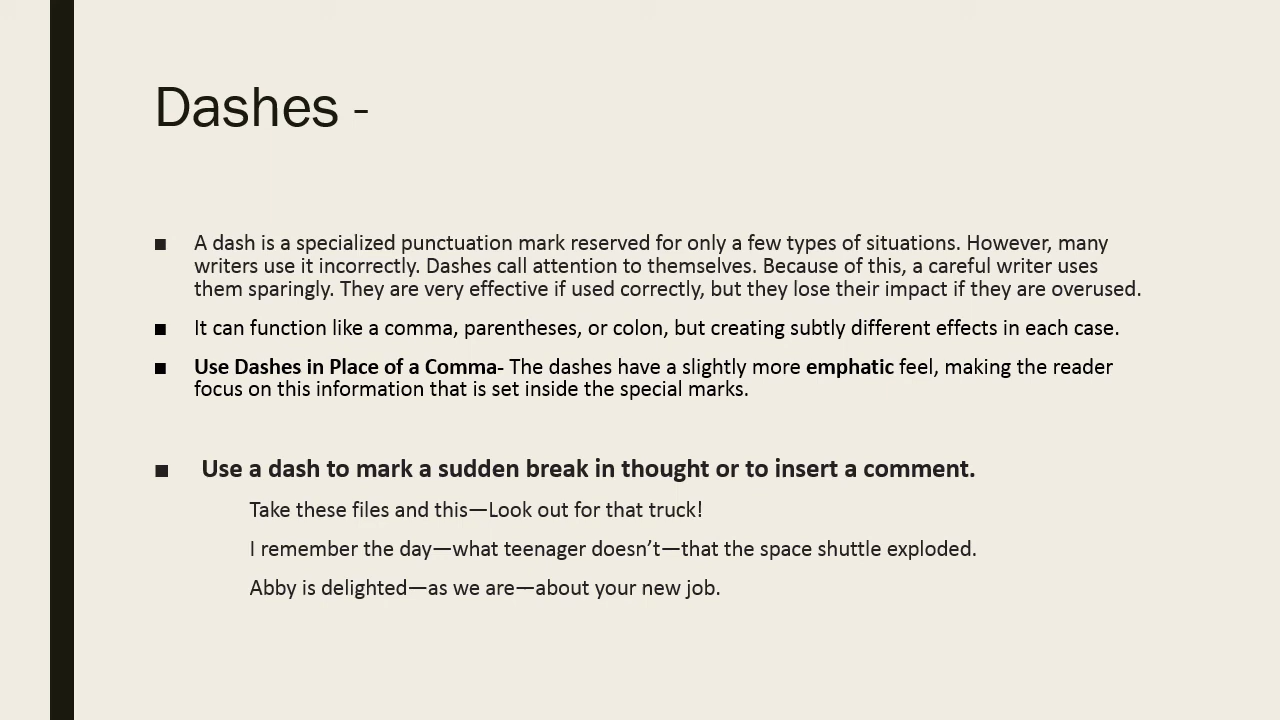 Dashes -
■ A dash is a specialized punctuation mark reserved for only a few types of situations. However, many
writers use it incorrectly. Dashes call attention to themselves. Because of this, a careful writer uses
them sparingly. They are very effective if used correctly, but they lose their impact if they are overused.
■ It can function like a comma, parentheses, or colon, but creating subtly different effects in each case.
■ Use Dashes in Place of a Comma- The dashes have a slightly more emphatic feel, making the reader
focus on this information that is set inside the special marks.
■ Use a dash to mark a sudden break in thought or to insert a comment.
Take these files and this—Look out for that truck!
I remember the day—what teenager doesn’t—that the space shuttle exploded.
Abby is delighted—as we are—about your new job.